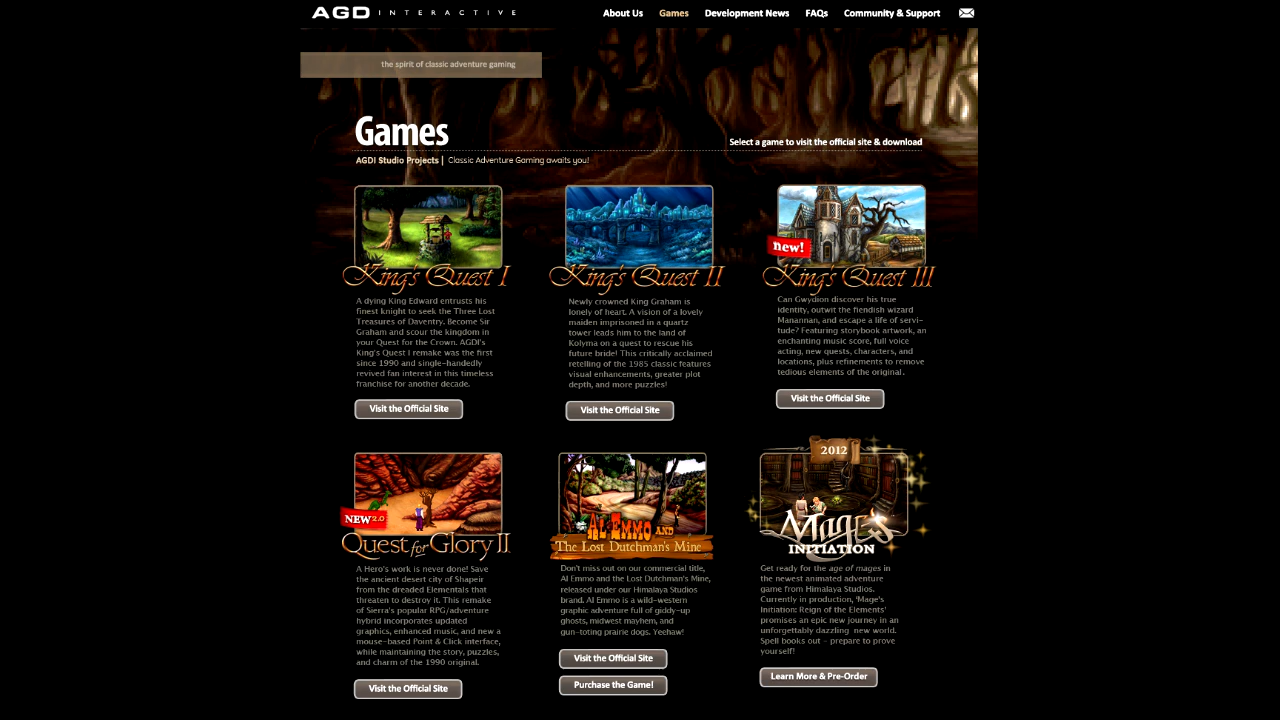 AGD INTERACTIVE
About Us Games Development News FAQs Community & Support
the spirit of classic adventure gaming
Games
Select a game to visit the official site & download
AGDI Studio Projects | Classic Adventure Gaming awaits you!
King's Quest I
A dying King Edward entrusts his
finest knight to seek the Three Lost
Treasures of Daventry. Become Sir
Graham and scour the kingdom in
your Quest for the Crown. AGDI's
King's Quest I remake was the first
since 1990 and single-handedly
revived fan interest in this timeless
franchise for another decade.
Visit the Official Site
King's Quest II
Newly crowned King Graham is
lonely of heart. A vision of a lovely
maiden imprisoned in a quartz
tower leads him to the land of
Kolyma on a quest to rescue his
future bride! This critically acclaimed
retelling of the 1985 classic features
visual enhancements, greater plot
depth, and more puzzles!
Visit the Official Site
new!
King's Quest III
Can Gwydion discover his true
identity, outwit the fiendish wizard
Manannan, and escape a life of servi-
tude? Featuring storybook artwork, an
enchanting music score, full voice
acting, new quests, characters, and
locations, plus refinements to remove
tedious elements of the original.
Visit the Official Site
NEW 2.0
Quest for Glory II
A Hero's work is never done! Save
the ancient desert city of Shapeir
from the dreaded Elementals that
threaten to destroy it. This remake
of Sierra's popular RPG/adventure
hybrid incorporates updated
graphics, enhanced music, and new a
mouse-based Point & Click interface,
while maintaining the story, puzzles,
and charm of the 1990 original.
Visit the Official Site
AL EMMO AND
The Lost Dutchman's Mine
Don't miss out on our commercial title,
Al Emmo and the Lost Dutchman's Mine,
released under our Himalaya Studios
brand. Al Emmo is a wild-western
graphic adventure full of giddy-up
ghosts, midwest mayhem, and
gun-toting prairie dogs. Yeehaw!
Visit the Official Site
Purchase the Game!
2012
Mage's
INITIATION
Get ready for the age of mages in
the newest animated adventure
game from Himalaya Studios.
Currently in production, 'Mage's
Initiation: Reign of the Elements'
promises an epic new journey in an
unforgettably dazzling new world.
Spell books out - prepare to prove
yourself!
Learn More & Pre-Order